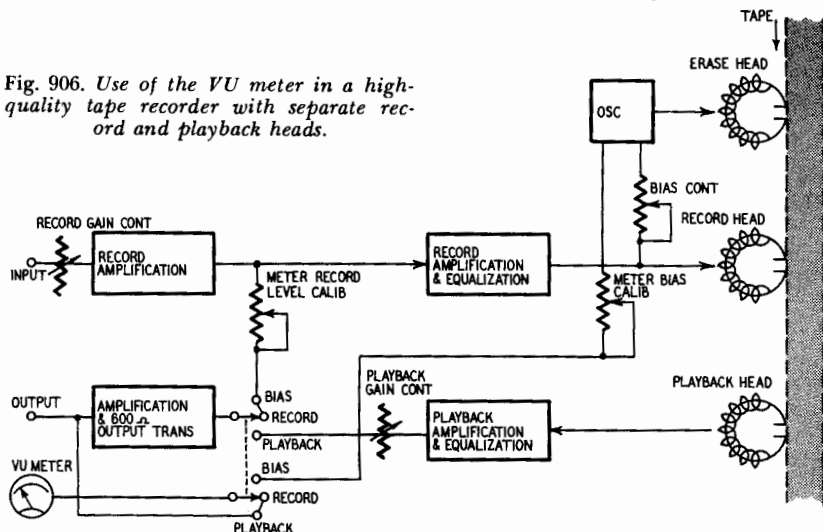 TAPE
ERASE HEAD
Fig. 906. Use of the VU meter in a high-
quality tape recorder with separate rec-
ord and playback heads.
OSC
BIAS CONT
RECORD HEAD
RECORD GAIN CONT
INPUT
RECORD
AMPLIFICATION
METER RECORD
LEVEL CALIB
RECORD
AMPLIFICATION
& EQUALIZATION
METER BIAS
CALIB
PLAYBACK HEAD
OUTPUT
AMPLIFICATION
& 600 Ω
OUTPUT TRANS
BIAS
RECORD
PLAYBACK
PLAYBACK
GAIN CONT
PLAYBACK
AMPLIFICATION
& EQUALIZATION
VU METER
BIAS
RECORD
PLAYBACK